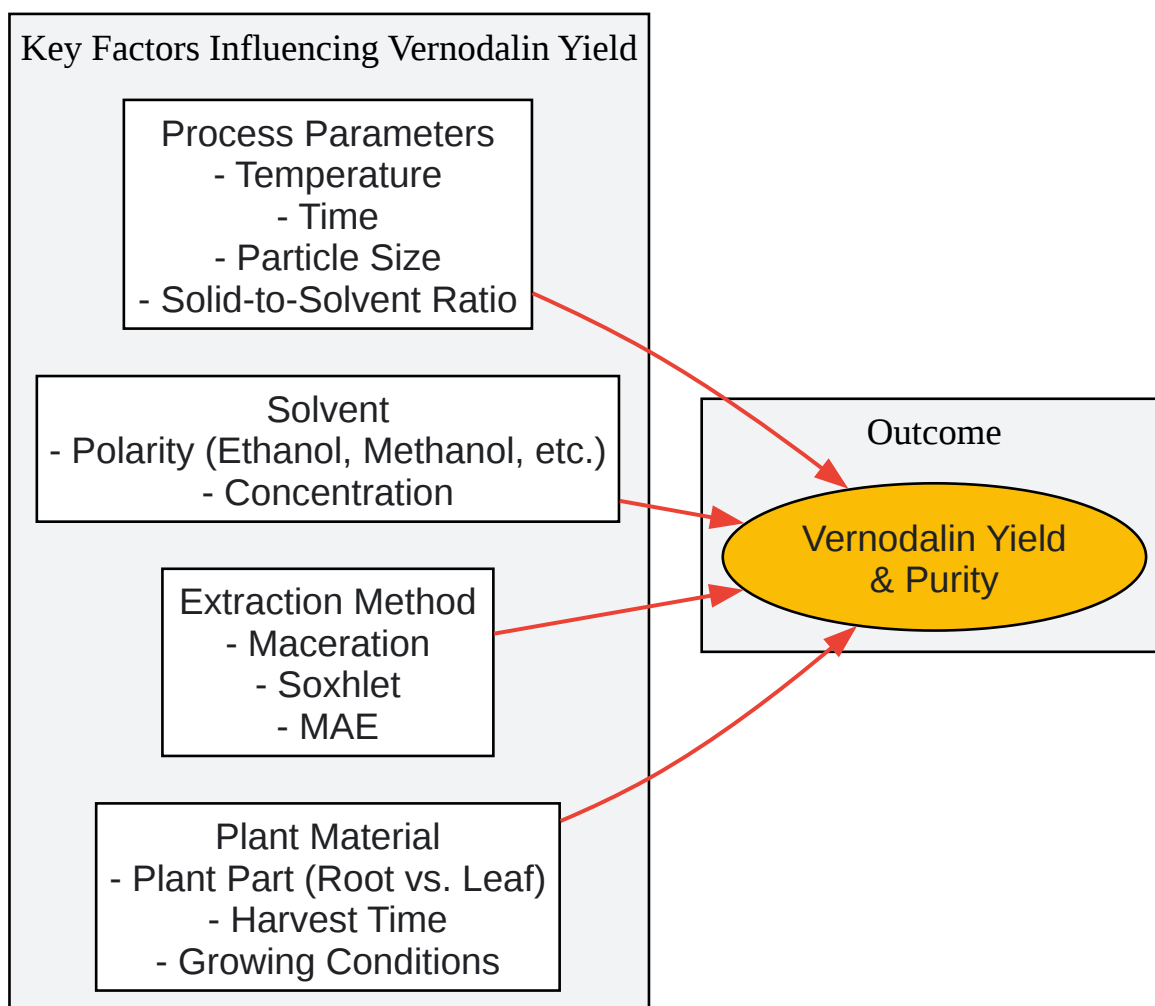 Key Factors Influencing Vernodalin Yield
Process Parameters
- Temperature
- Time
- Particle Size
- Solid-to-Solvent Ratio
Solvent
- Polarity (Ethanol, Methanol, etc.)
- Concentration
Extraction Method
- Maceration
- Soxhlet
- MAE
Plant Material
- Plant Part (Root vs. Leaf)
- Harvest Time
- Growing Conditions
Outcome
Vernodalin Yield
& Purity